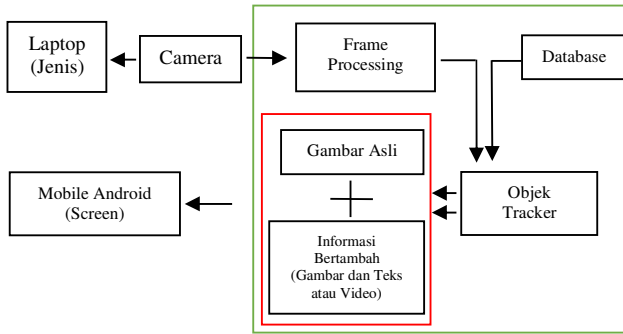 Laptop
(Jenis)
Camera
Frame
Processing
Database
Gambar Asli
Mobile Android
(Screen)
Objek
Tracker
Informasi
Bertambah
(Gambar dan Teks
atau Video)